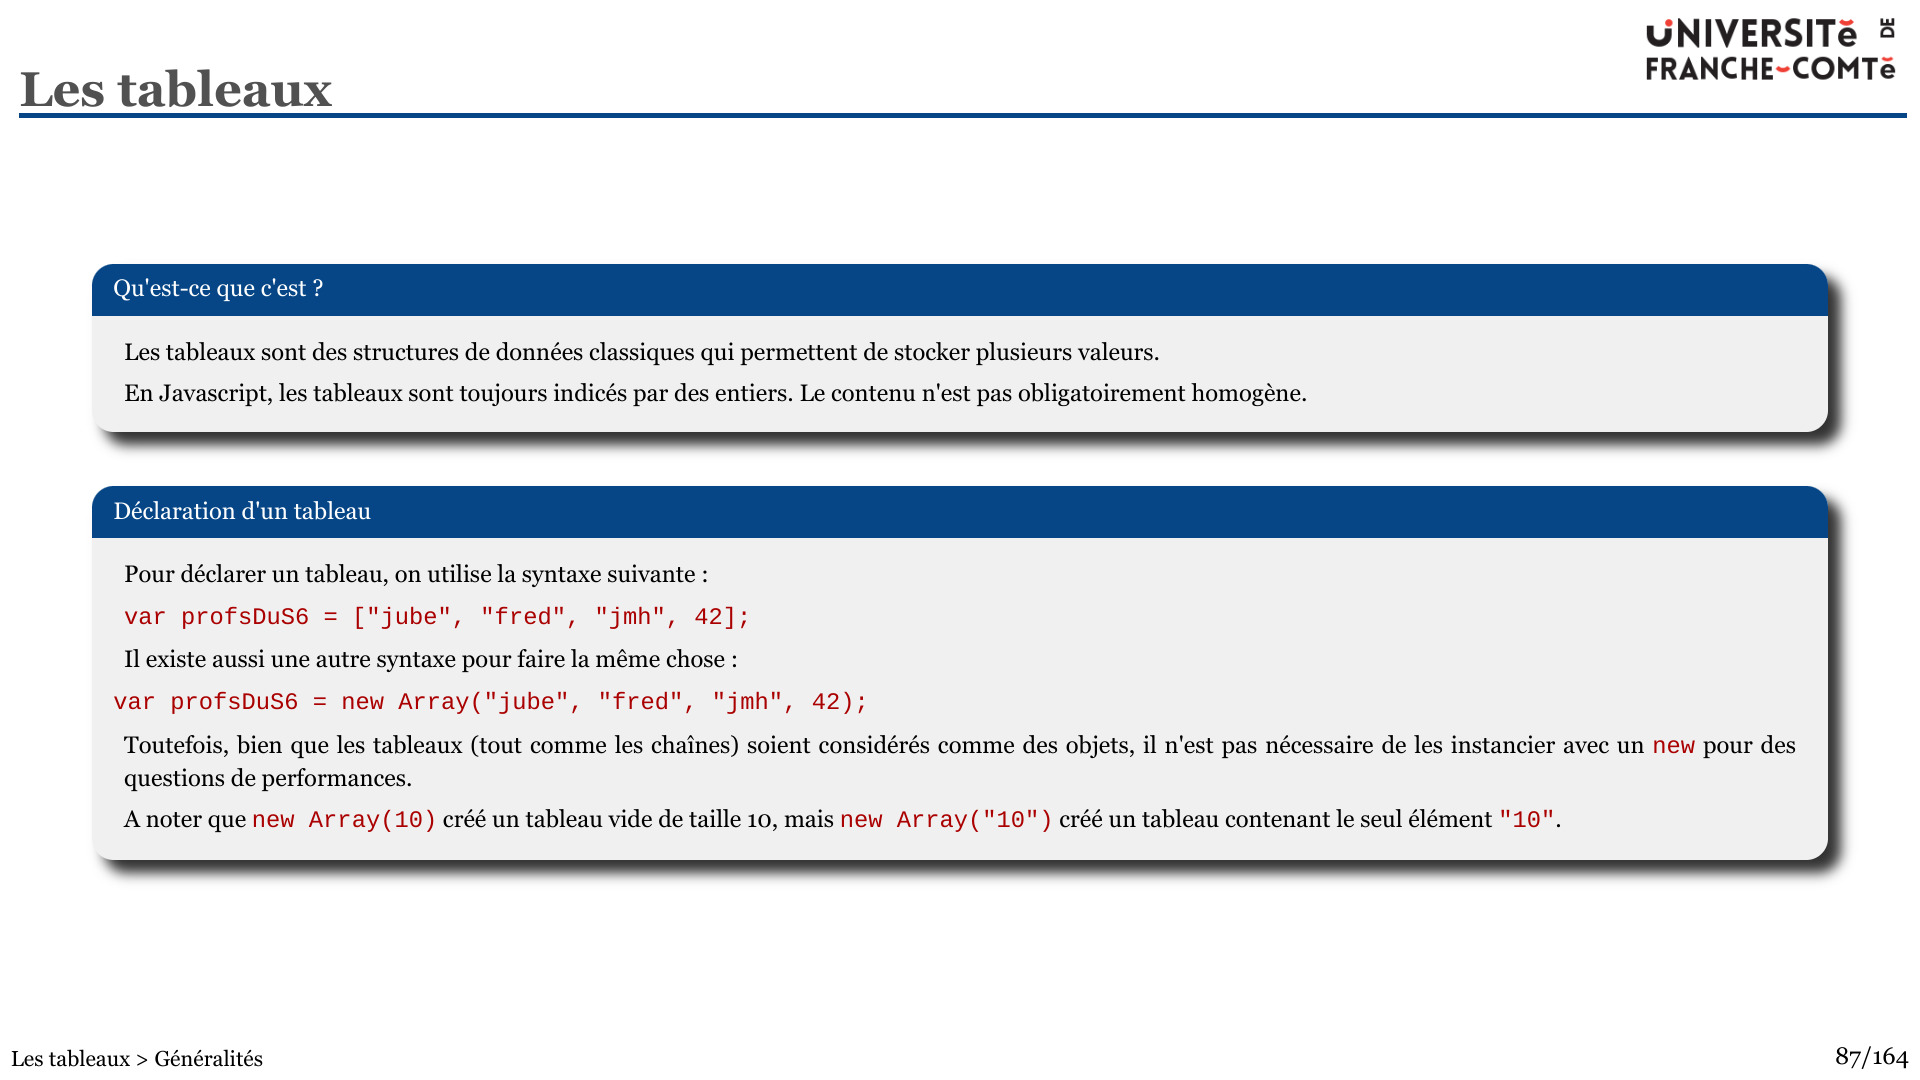 UNIVERSITĕ DE
FRANCHE-COMTĕ
Les tableaux
Qu'est-ce que c'est ?
Les tableaux sont des structures de données classiques qui permettent de stocker plusieurs valeurs.
En Javascript, les tableaux sont toujours indicés par des entiers. Le contenu n'est pas obligatoirement homogène.
Déclaration d'un tableau
Pour déclarer un tableau, on utilise la syntaxe suivante :
var profsDuS6 = ["jube", "fred", "jmh", 42];
Il existe aussi une autre syntaxe pour faire la même chose :
var profsDuS6 = new Array("jube", "fred", "jmh", 42);
Toutefois, bien que les tableaux (tout comme les chaînes) soient considérés comme des objets, il n'est pas nécessaire de les instancier avec un new pour des
questions de performances.
A noter que new Array(10) créé un tableau vide de taille 10, mais new Array("10") créé un tableau contenant le seul élément "10".
Les tableaux > Généralités
87/164